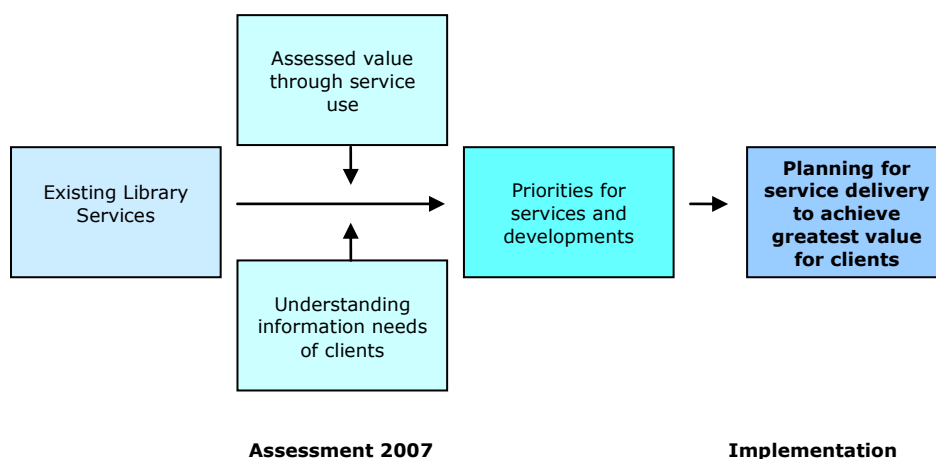 Assessed value
through service
use
Existing Library
Services
Priorities for
services and
developments
Planning for
service delivery
to achieve
greatest value
for clients
Understanding
information needs
of clients
Assessment 2007
Implementation